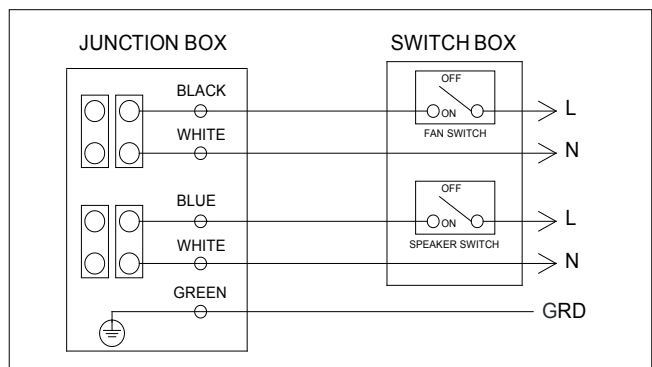 JUNCTION BOX
SWITCH BOX
BLACK
OFF
ON
L
FAN SWITCH
WHITE
N
BLUE
OFF
ON
L
SPEAKER SWITCH
WHITE
N
GREEN
GRD